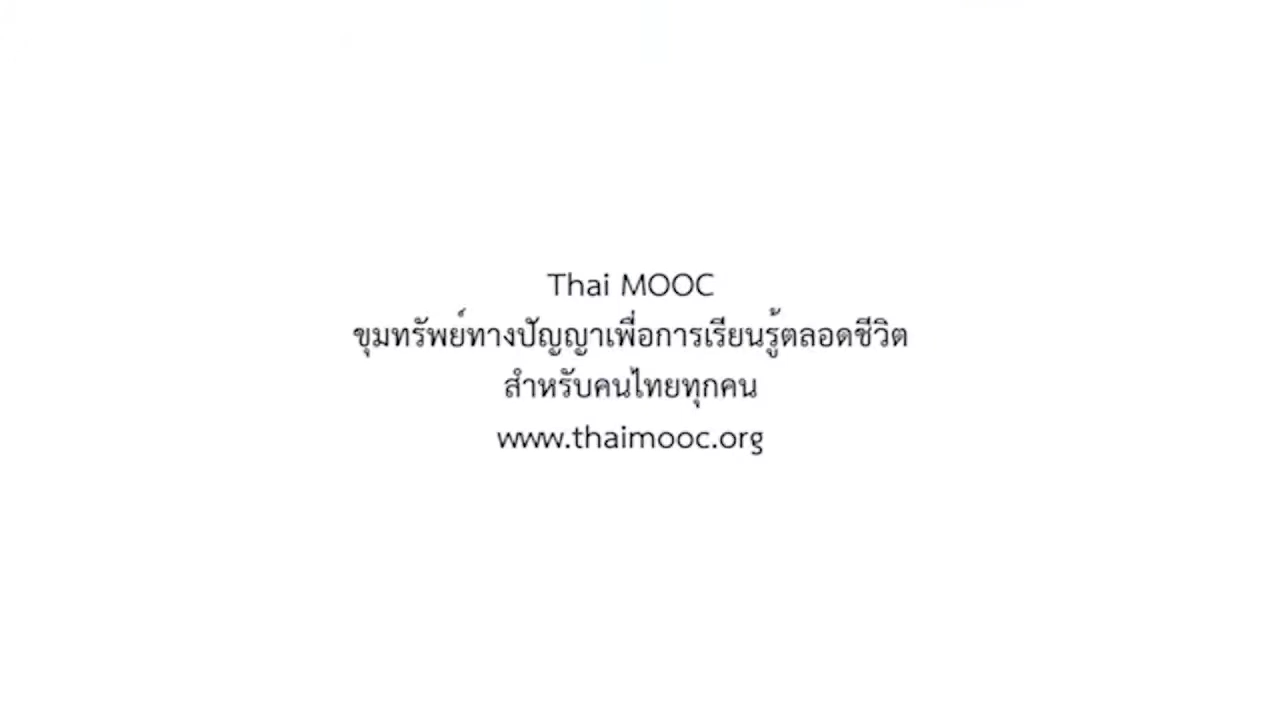 Thai MOOC
ขุมทรัพย์ทางปัญญาเพื่อการเรียนรู้ตลอดชีวิต
สำหรับคนไทยทุกคน
www.thaimooc.org